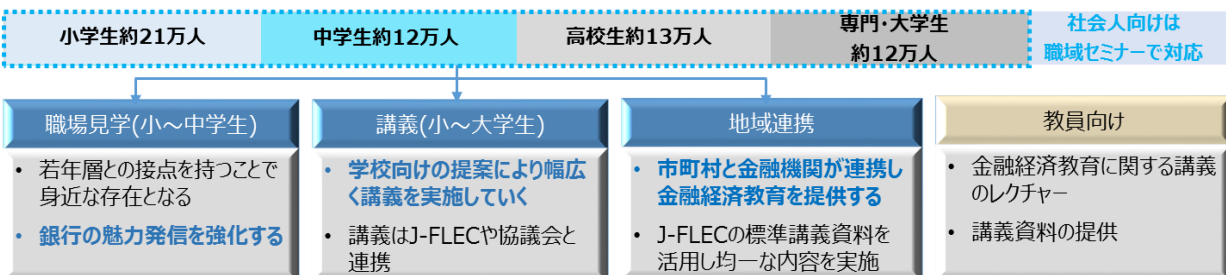 小学生約21万人
中学生約12万人
高校生約13万人
専門・大学生
約12万人
社会人向けは
職域セミナーで対応
職場見学(小～中学生)
• 若年層との接点を持つことで
身近な存在となる
• 銀行の魅力発信を強化する
講義(小～大学生)
• 学校向けの提案により幅広
く講義を実施していく
• 講義はJ-FLECや協議会と
連携
地域連携
• 市町村と金融機関が連携し
金融経済教育を提供する
• J-FLECの標準講義資料を
活用し均一な内容を実施
教員向け
• 金融経済教育に関する講義
のレクチャー
• 講義資料の提供